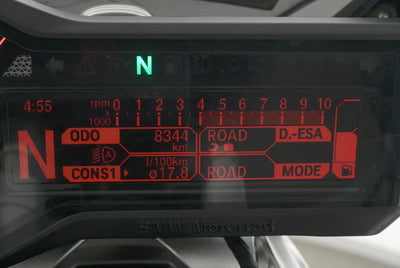 N
4:55 rpm 0 1 2 3 4 5 6 7 8 9 10
x
1000
N ODO 8344 ROAD D.-ESA
km
A
l/100km
CONS1 ø17.8 ROAD MODE
BMW Motorrad